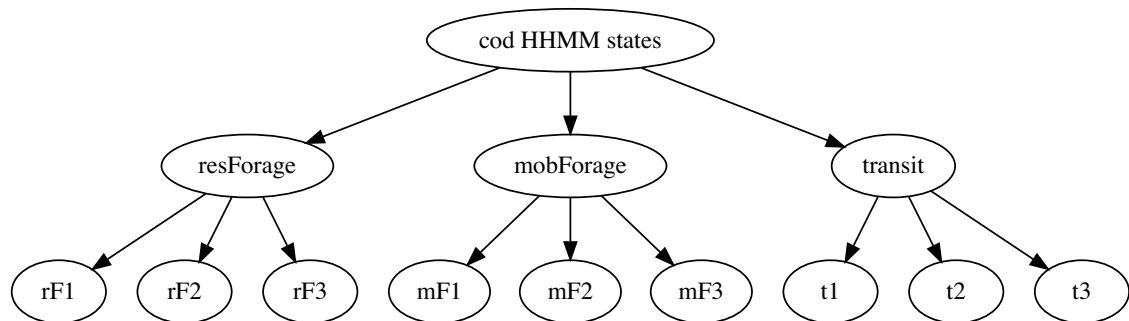 cod HHMM states
resForage mobForage transit
rF1 rF2 rF3 mF1 mF2 mF3 t1 t2 t3